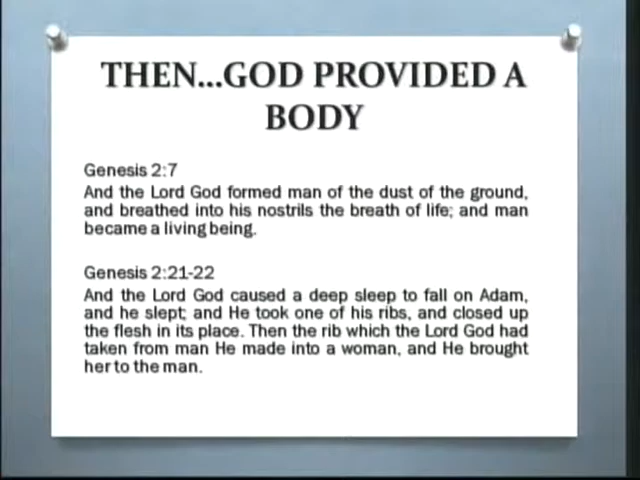 THEN...GOD PROVIDED A
BODY
Genesis 2:7
And the Lord God formed man of the dust of the ground,
and breathed into his nostrils the breath of life; and man
became a living being.
Genesis 2:21-22
And the Lord God caused a deep sleep to fall on Adam,
and he slept; and He took one of his ribs, and closed up
the flesh in its place. Then the rib which the Lord God had
taken from man He made into a woman, and He brought
her to the man.